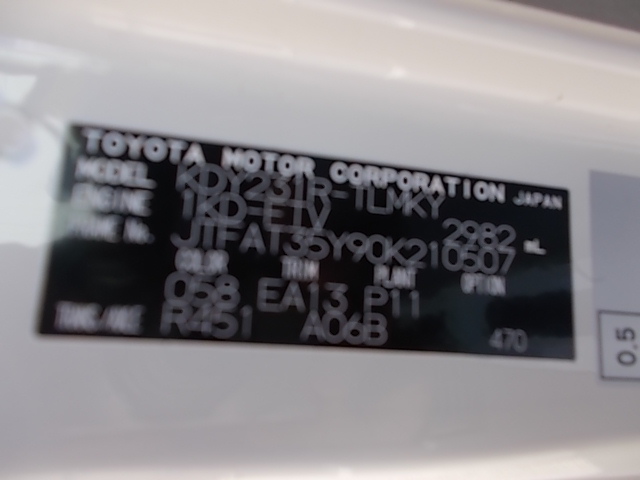 TOYOTA MOTOR CORPORATION JAPAN
MODEL KDY231R-TLMKY
ENGINE 1KD-FTV 2982 mL
FRAME No. JTFAT35Y90K210507
COLOR TRIM PLANT OPTION
058 EA13 P11
TRANS/AXLE R451 A06B 470
0.5